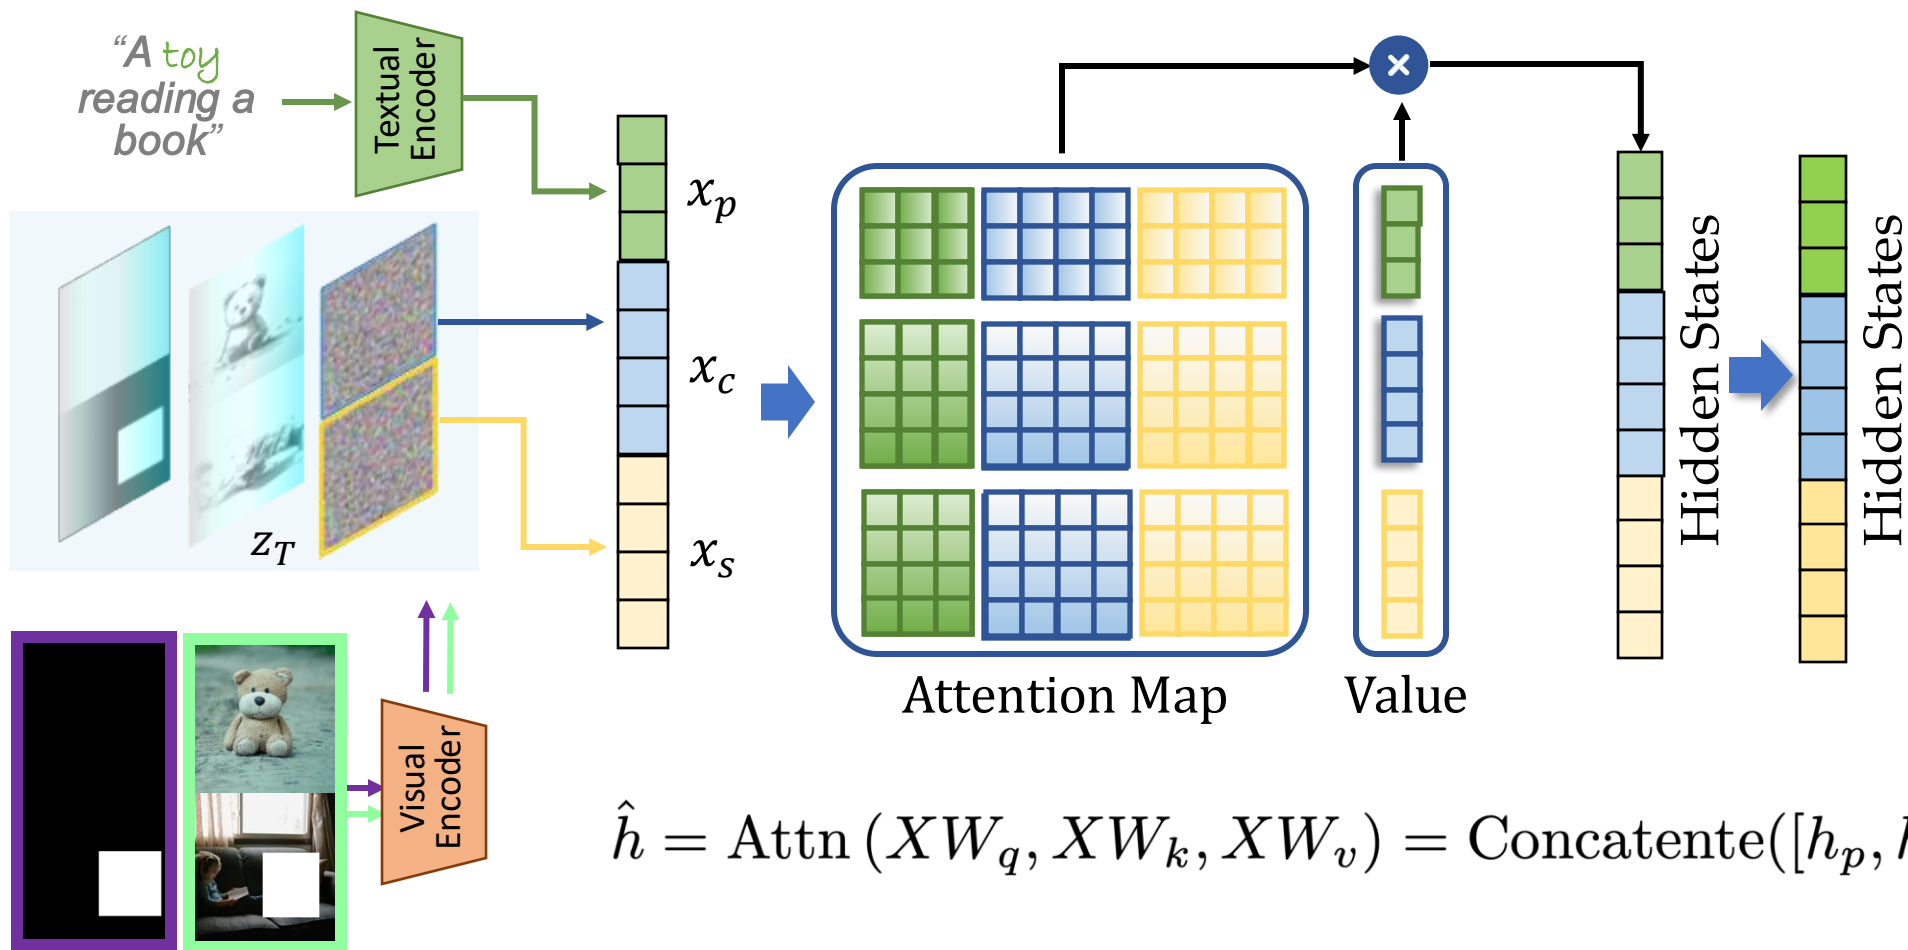 “A toy
reading a
book”
Textual
Encoder
x_p
x_c
x_s
z_T
Visual
Encoder
Attention Map
Value
Hidden States
Hidden States
ĥ = Attn (XW_q, XW_k, XW_v) = Concatente([h_p,